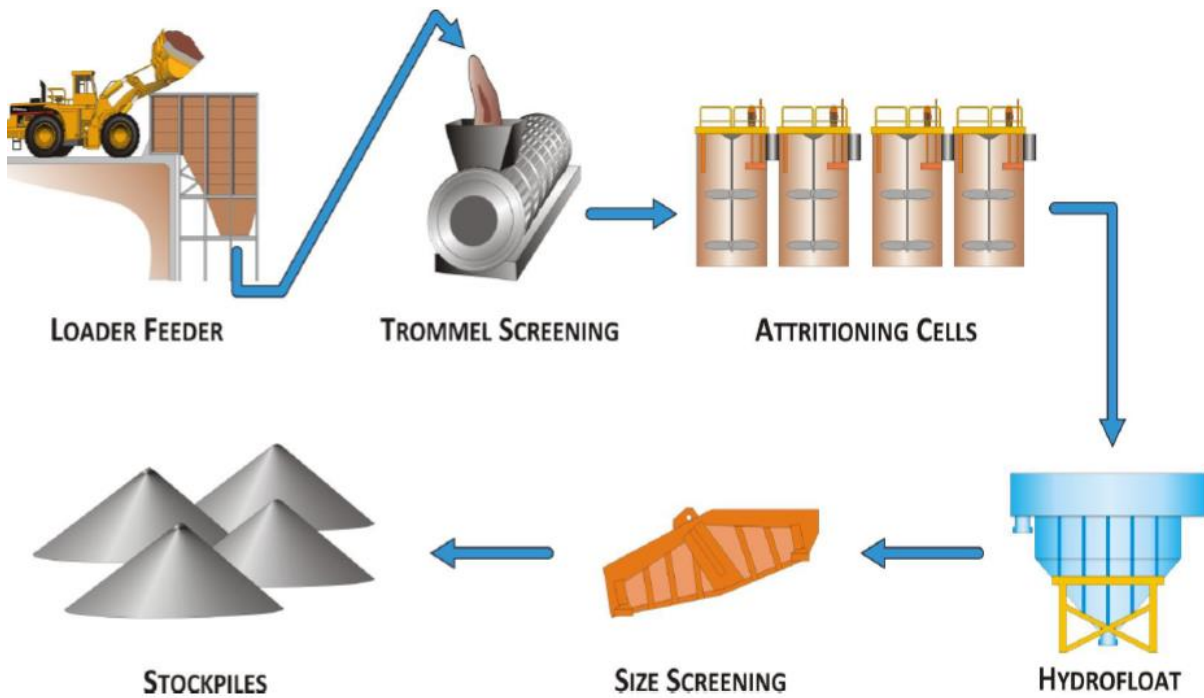 LOADER FEEDER
TROMMEL SCREENING
ATTRITIONING CELLS
STOCKPILES
SIZE SCREENING
HYDROFLOAT